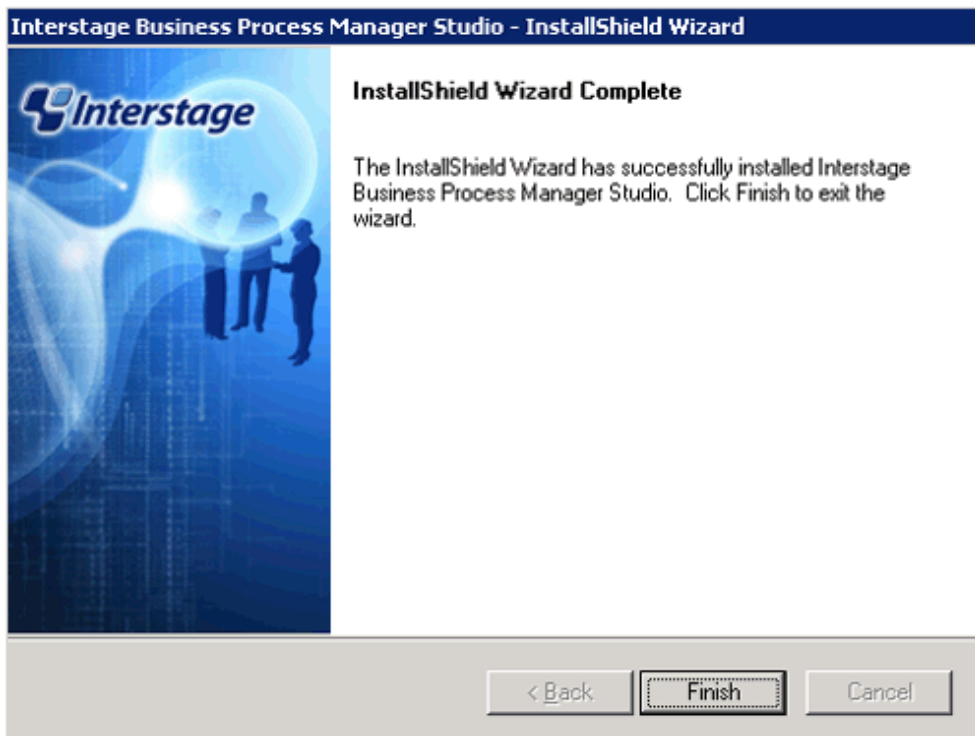 Interstage Business Process Manager Studio - InstallShield Wizard
Interstage
InstallShield Wizard Complete
The InstallShield Wizard has successfully installed Interstage
Business Process Manager Studio. Click Finish to exit the
wizard.
< Back
Finish
Cancel